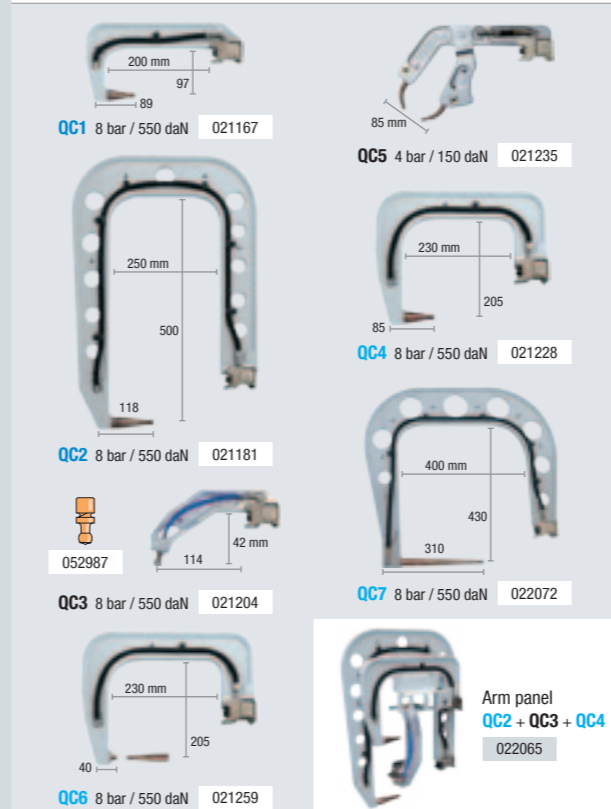 200 mm
97
89
QC1 8 bar / 550 daN 021167
250 mm
500
118
QC2 8 bar / 550 daN 021181
052987
42 mm
114
QC3 8 bar / 550 daN 021204
230 mm
205
40
QC6 8 bar / 550 daN 021259
85 mm
QC5 4 bar / 150 daN 021235
230 mm
205
85
QC4 8 bar / 550 daN 021228
400 mm
430
310
QC7 8 bar / 550 daN 022072
Arm panel
QC2 + QC3 + QC4
022065